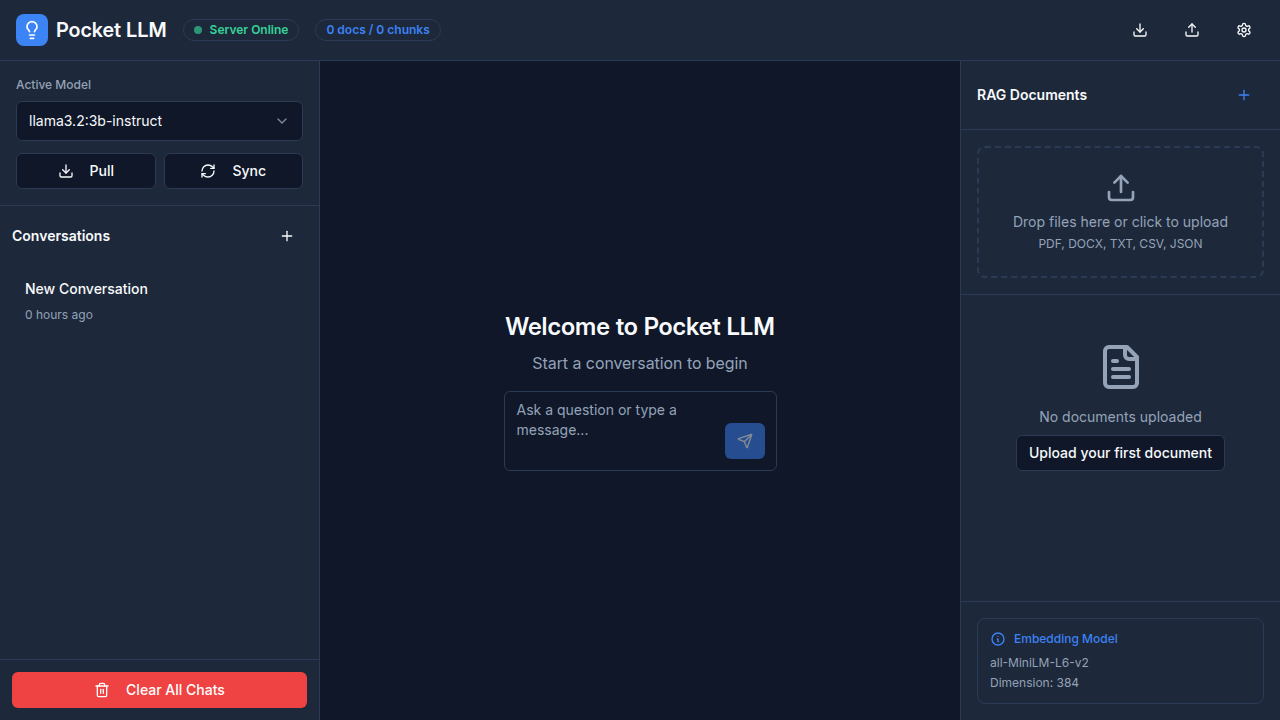 Pocket LLM
Server Online
0 docs / 0 chunks
Active Model
llama3.2:3b-instruct
Pull
Sync
Conversations
New Conversation
0 hours ago
Clear All Chats
Welcome to Pocket LLM
Start a conversation to begin
Ask a question or type a
message...
RAG Documents
Drop files here or click to upload
PDF, DOCX, TXT, CSV, JSON
No documents uploaded
Upload your first document
Embedding Model
all-MiniLM-L6-v2
Dimension: 384